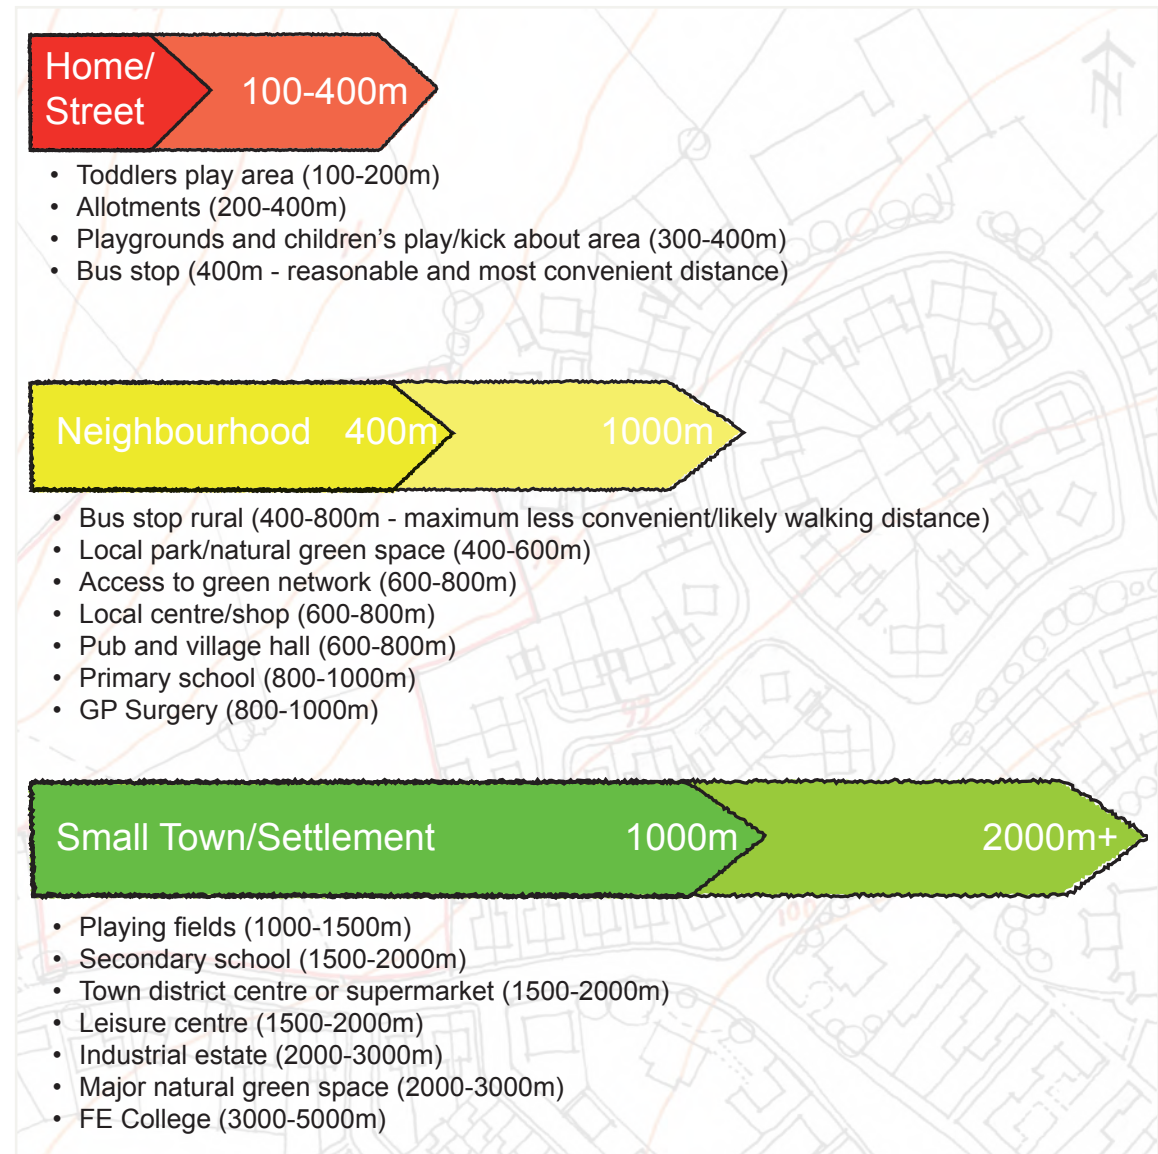 Home/
Street
100-400m
• Toddlers play area (100-200m)
• Allotments (200-400m)
• Playgrounds and children’s play/kick about area (300-400m)
• Bus stop (400m - reasonable and most convenient distance)
Neighbourhood 400m 1000m
• Bus stop rural (400-800m - maximum less convenient/likely walking distance)
• Local park/natural green space (400-600m)
• Access to green network (600-800m)
• Local centre/shop (600-800m)
• Pub and village hall (600-800m)
• Primary school (800-1000m)
• GP Surgery (800-1000m)
Small Town/Settlement 1000m 2000m+
• Playing fields (1000-1500m)
• Secondary school (1500-2000m)
• Town district centre or supermarket (1500-2000m)
• Leisure centre (1500-2000m)
• Industrial estate (2000-3000m)
• Major natural green space (2000-3000m)
• FE College (3000-5000m)